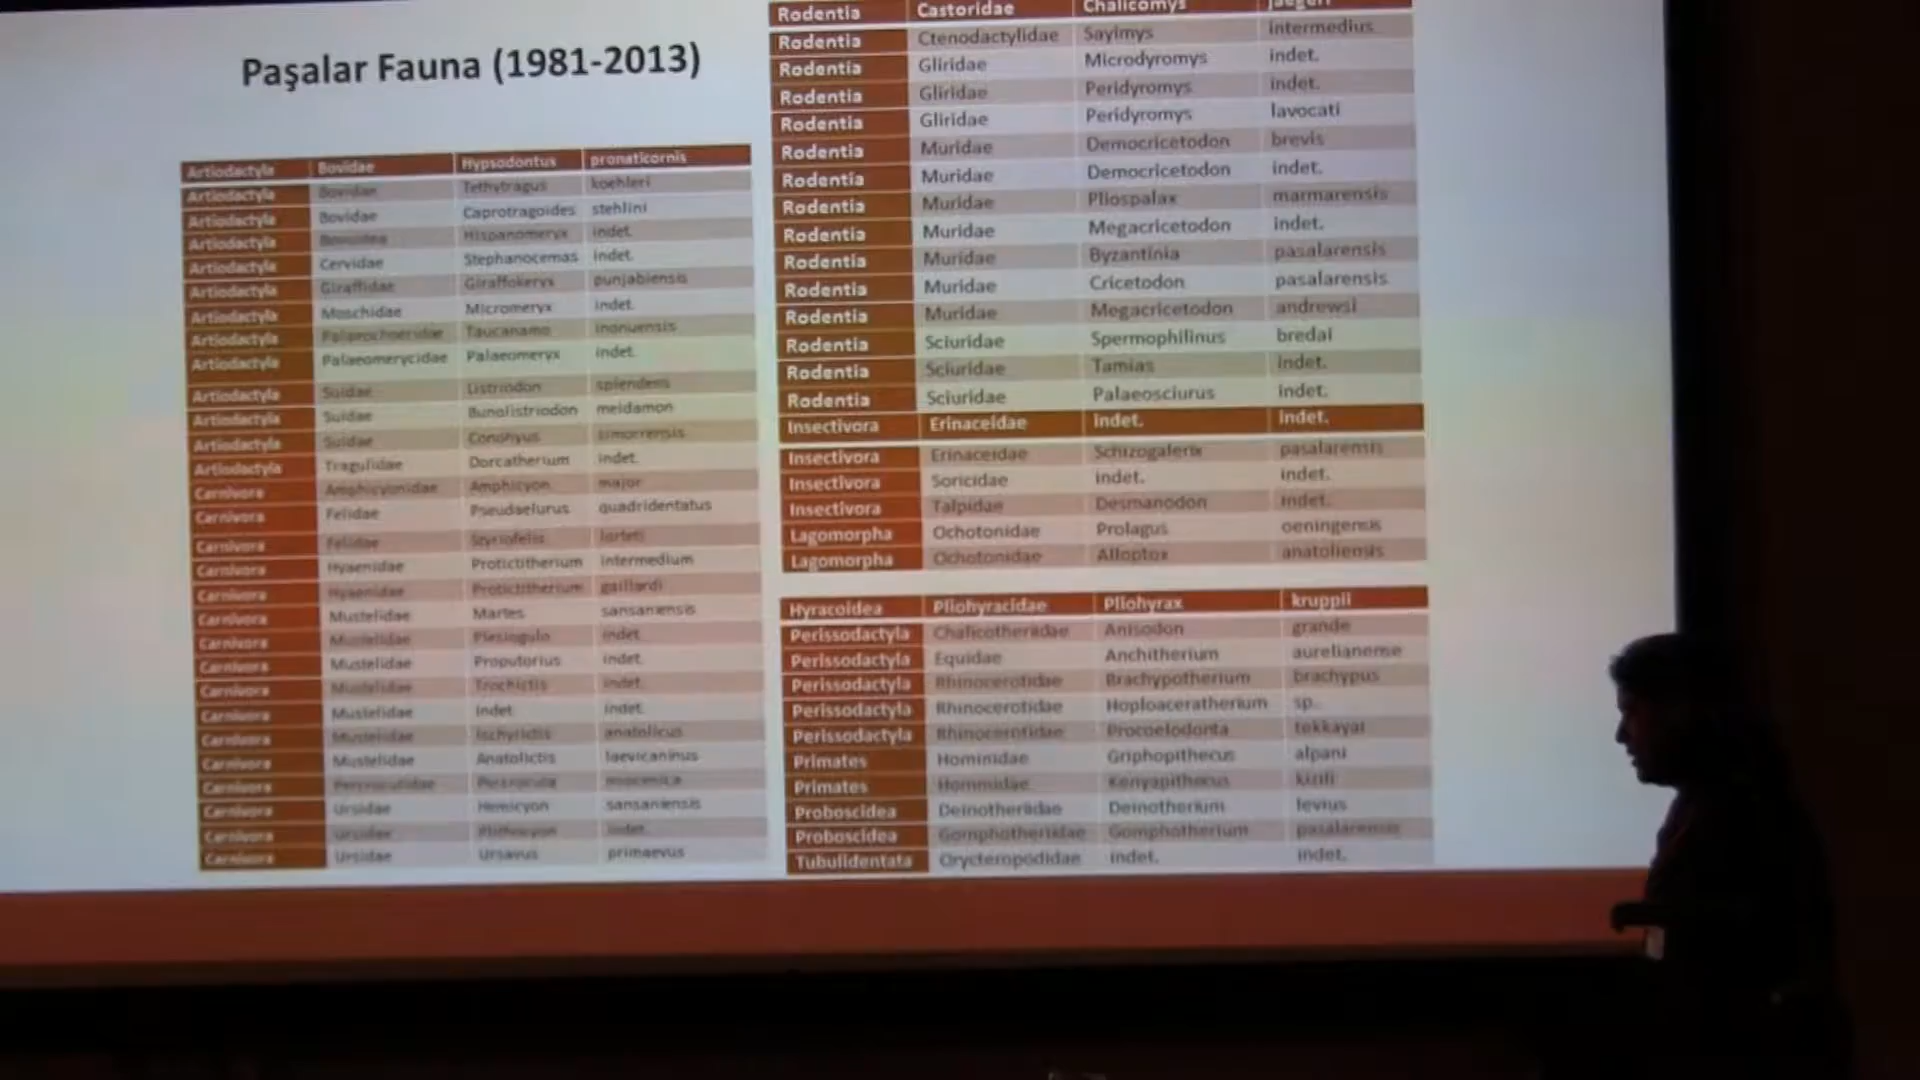 Paşalar Fauna (1981-2013)
Artiodactyla Bovidae Hypsodontus pronaticornis
Artiodactyla Bovidae Tethytragus koehleri
Artiodactyla Bovidae Caprotragoides stehlini
Artiodactyla Hispanomeryx indet.
Artiodactyla Cervidae Stephanocemas indet.
Artiodactyla Giraffidae Giraffokeryx punjabiensis
Artiodactyla Moschidae Micromeryx indet.
Artiodactyla Palaeochoeridae Taucanamo inonuensis
Artiodactyla Palaeomerycidae Palaeomeryx indet.
Artiodactyla Suidae Listriodon splendens
Artiodactyla Suidae Bunolistriodon meidamon
Artiodactyla Suidae Conohyus simorrensis
Artiodactyla Tragulidae Dorcatherium indet.
Carnivora Amphicyonidae Amphicyon major
Carnivora Felidae Pseudaelurus quadridentatus
Carnivora Felidae Styriofelis lorteti
Carnivora Hyaenidae Protictitherium intermedium
Carnivora Hyaenidae Protictitherium gaillardi
Carnivora Mustelidae Martes sansaniensis
Carnivora Mustelidae Plesiogulo indet.
Carnivora Mustelidae Proputorius indet.
Carnivora Mustelidae Trochictis indet.
Carnivora Mustelidae indet. indet.
Carnivora Mustelidae Ischyrictis anatolicus
Carnivora Mustelidae Anatolictis laevicaninus
Carnivora Percrocutidae Percrocuta miocenica
Carnivora Ursidae Hemicyon sansaniensis
Carnivora Ursidae Plithocyon indet.
Carnivora Ursidae Ursavus primaevus
Rodentia Castoridae Chalicomys jaegeri
Rodentia Ctenodactylidae Sayimys intermedius
Rodentia Gliridae Microdyromys indet.
Rodentia Gliridae Peridyromys indet.
Rodentia Gliridae Peridyromys lavocati
Rodentia Muridae Democricetodon brevis
Rodentia Muridae Democricetodon indet.
Rodentia Muridae Pliospalax marmarensis
Rodentia Muridae Megacricetodon indet.
Rodentia Muridae Byzantinia pasalarensis
Rodentia Muridae Cricetodon pasalarensis
Rodentia Muridae Megacricetodon andrewsi
Rodentia Sciuridae Spermophilinus bredai
Rodentia Sciuridae Tamias indet.
Rodentia Sciuridae Palaeosciurus indet.
Insectivora Erinaceidae indet. indet.
Insectivora Erinaceidae Schizogalerix pasalarensis
Insectivora Soricidae indet. indet.
Insectivora Talpidae Desmanodon indet.
Lagomorpha Ochotonidae Prolagus oeningensis
Lagomorpha Ochotonidae Alloptox anatoliensis
Hyracoidea Pliohyracidae Pliohyrax kruppii
Perissodactyla Chalicotheriidae Anisodon grande
Perissodactyla Equidae Anchitherium aurelianense
Perissodactyla Rhinocerotidae Brachypotherium brachypus
Perissodactyla Rhinocerotidae Hoploaceratherium sp.
Perissodactyla Rhinocerotidae Procoelodonta tekkayai
Primates Hominidae Griphopithecus alpani
Primates Hominidae Kenyapithecus kizili
Proboscidea Deinotheriidae Deinotherium levius
Proboscidea Gomphotheriidae Gomphotherium pasalarensis
Tubulidentata Orycteropodidae indet. indet.